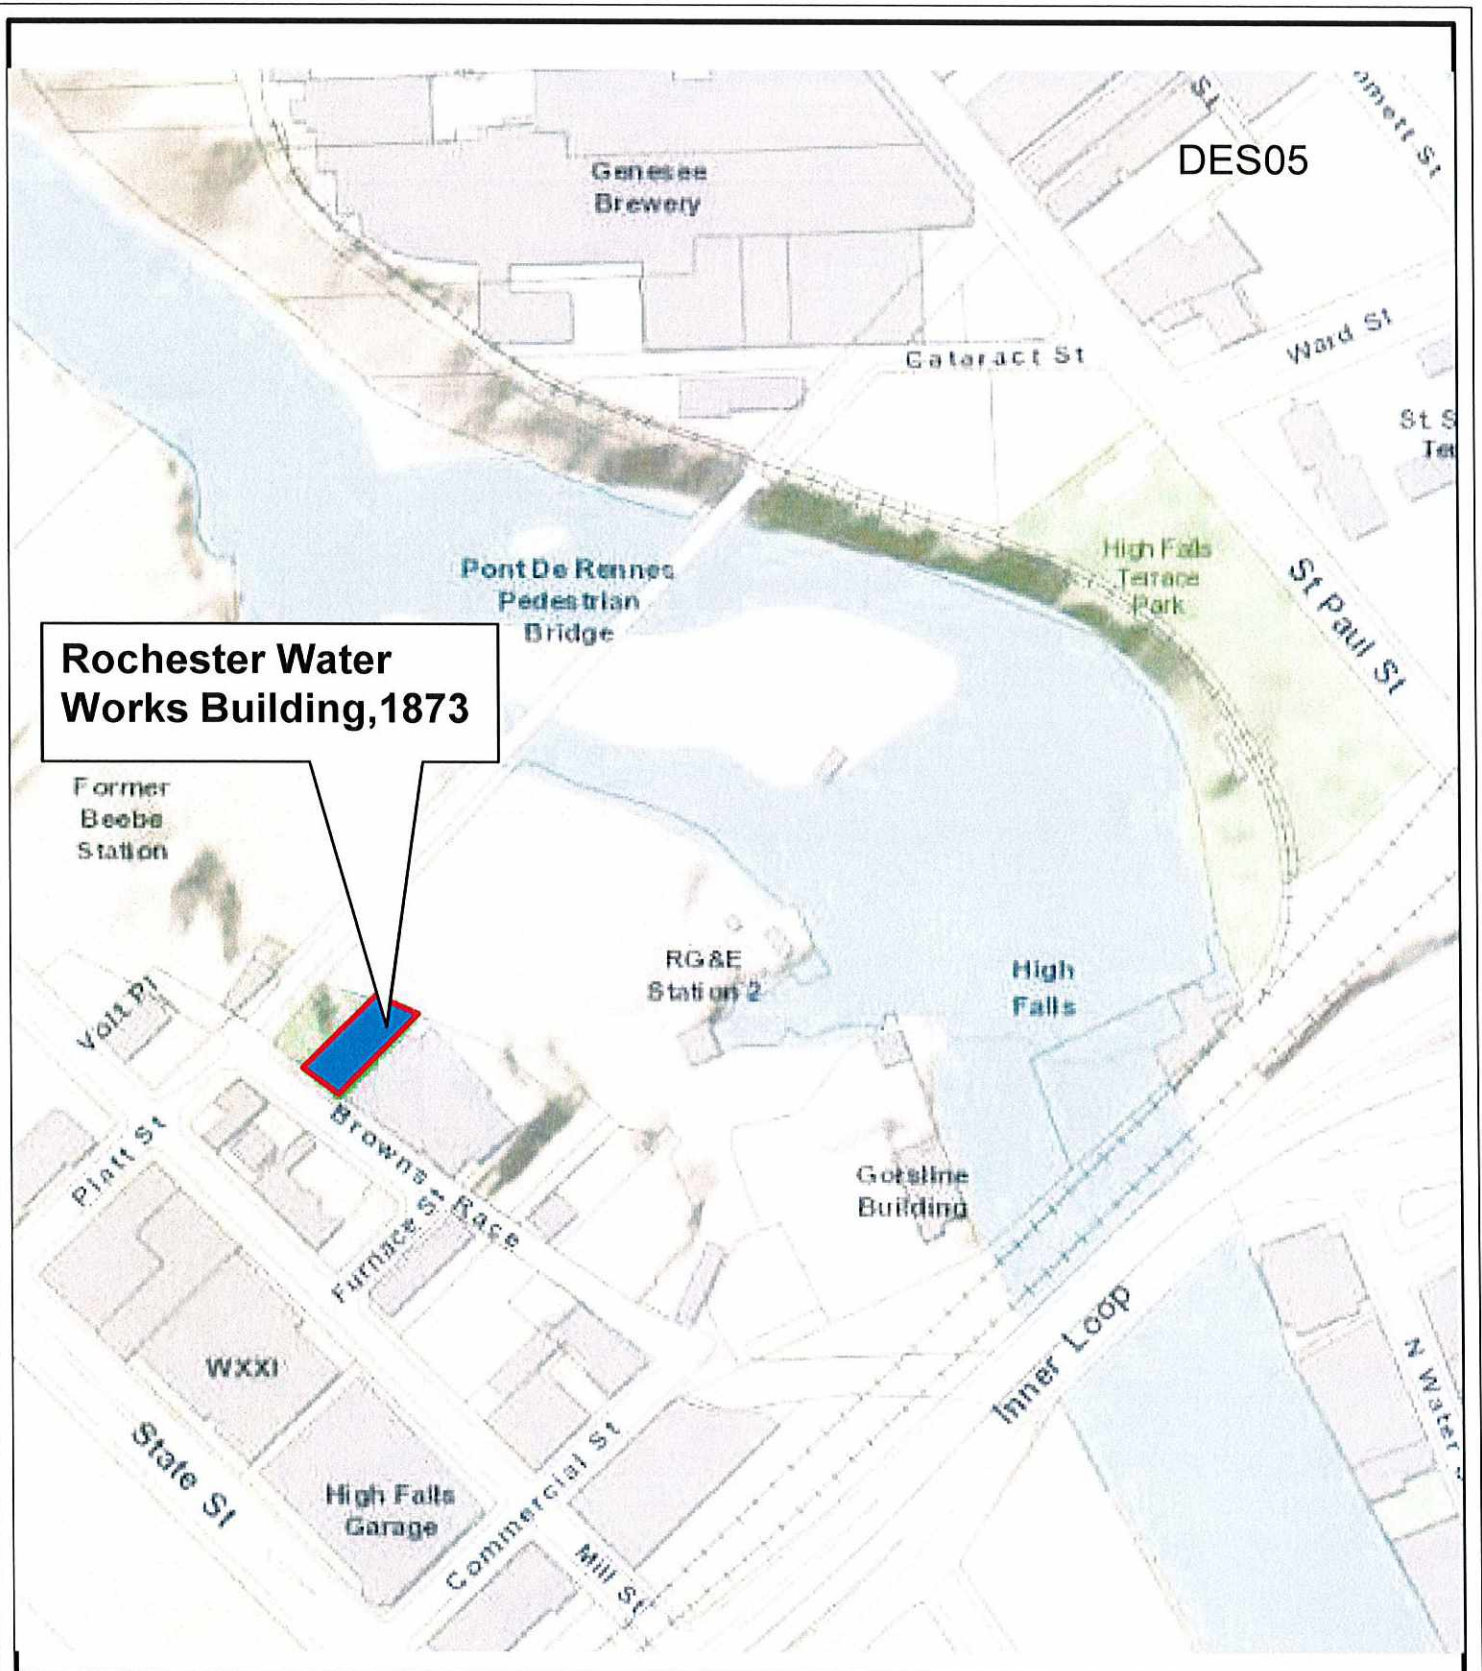 DES05
St
Genesee
Brewery
Cataract St
Ward St
St Paul St
High Falls
Terrace
Park
Pont De Rennes
Pedestrian
Bridge
Rochester Water
Works Building,1873
Former
Beebe
Station
RG&E
Station 2
High
Falls
Volt Pl
Platt St
Browns Race
Furnace St
Gorsline
Building
Inner Loop
N Water
WXXI
State St
High Falls
Garage
Commercial St
Mill St